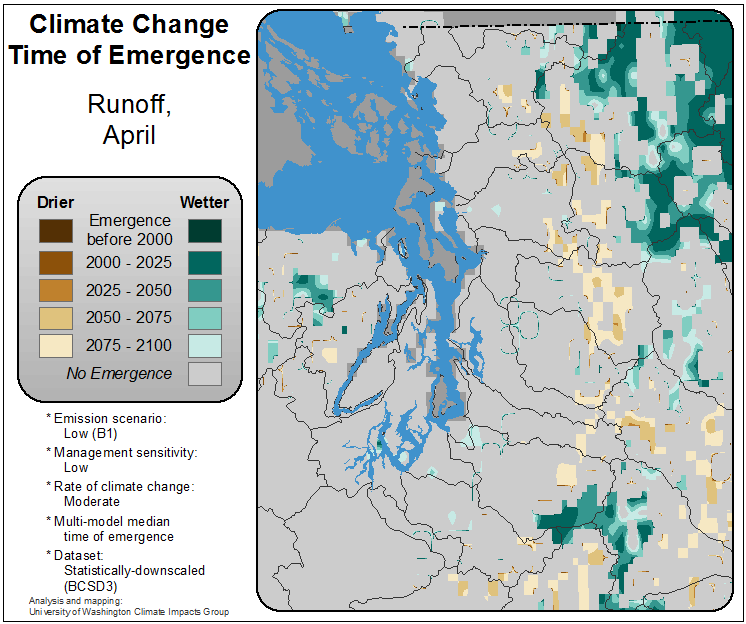 Climate Change
Time of Emergence
Runoff,
April
Drier Wetter
Emergence
before 2000
2000 - 2025
2025 - 2050
2050 - 2075
2075 - 2100
No Emergence
* Emission scenario:
Low (B1)
* Management sensitivity:
Low
* Rate of climate change:
Moderate
* Multi-model median
time of emergence
* Dataset:
Statistically-downscaled
(BCSD3)
Analysis and mapping:
University of Washington Climate Impacts Group